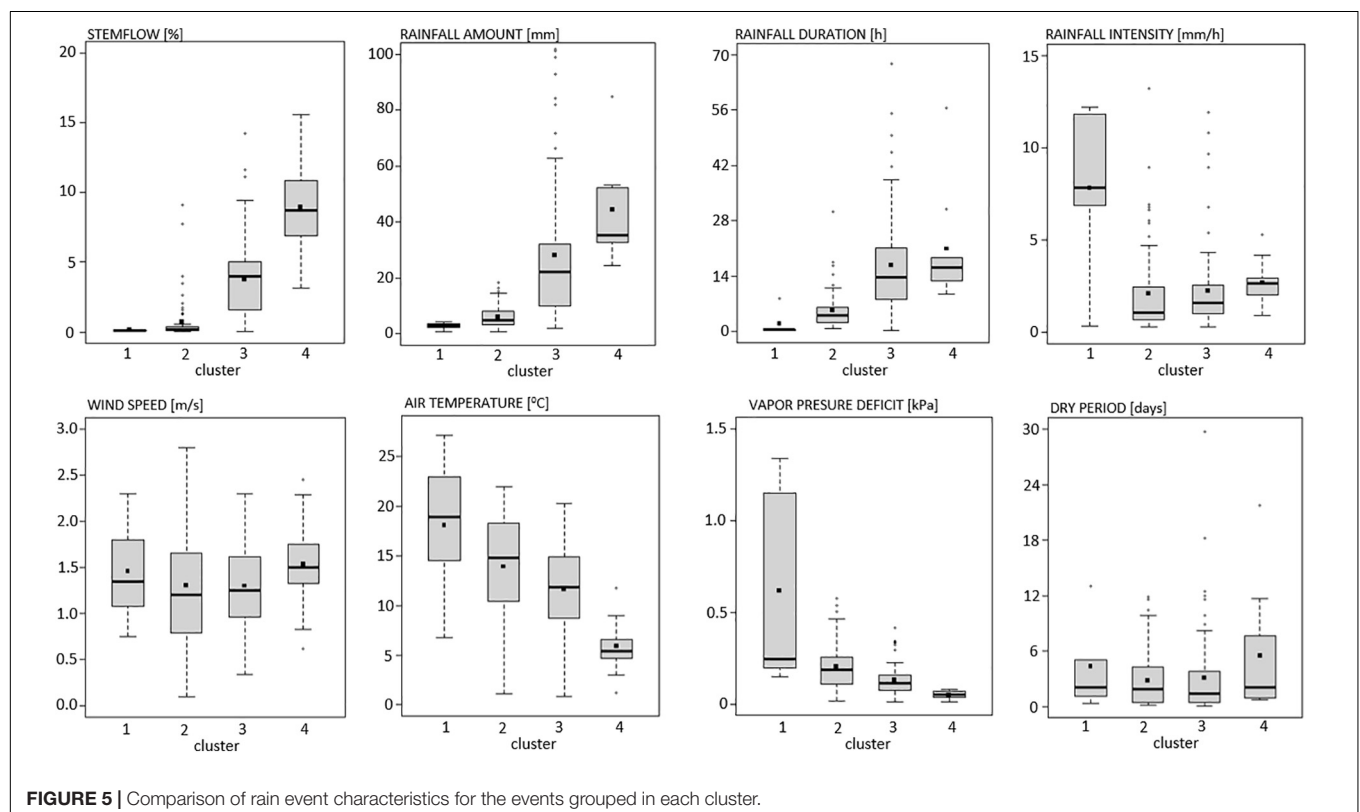 STEMFLOW [%]
20
15
10
5
0
1 2 3 4
cluster
RAINFALL AMOUNT [mm]
100
80
60
40
20
0
1 2 3 4
cluster
RAINFALL DURATION [h]
70
56
42
28
14
0
1 2 3 4
cluster
RAINFALL INTENSITY [mm/h]
15
10
5
0
1 2 3 4
cluster
WIND SPEED [m/s]
3.0
2.5
2.0
1.5
1.0
0.5
0.0
1 2 3 4
cluster
AIR TEMPERATURE [⁰C]
25
20
15
10
5
0
1 2 3 4
cluster
VAPOR PRESURE DEFICIT [kPa]
1.5
1.0
0.5
0
1 2 3 4
cluster
DRY PERIOD [days]
30
24
18
12
6
0
1 2 3 4
cluster
FIGURE 5 | Comparison of rain event characteristics for the events grouped in each cluster.